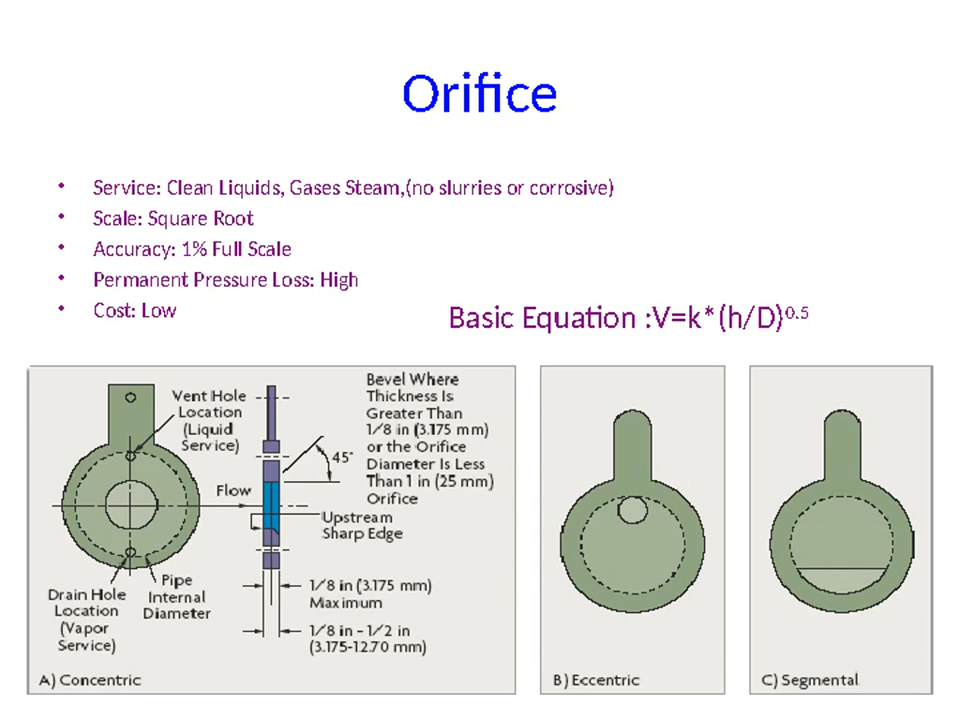 Orifice
• Service: Clean Liquids, Gases Steam,(no slurries or corrosive)
• Scale: Square Root
• Accuracy: 1% Full Scale
• Permanent Pressure Loss: High
• Cost: Low
Basic Equation :V=k*(h/D)^0.5
Vent Hole
Location
(Liquid
Service)
Bevel Where
Thickness Is
Greater Than
1/8 in (3.175 mm)
or the Orifice
Diameter Is Less
Than 1 in (25 mm)
Orifice
45°
Flow
Upstream
Sharp Edge
Drain Hole
Location
(Vapor
Service)
Pipe
Internal
Diameter
1/8 in (3.175 mm)
Maximum
1/8 in - 1/2 in
(3.175-12.70 mm)
A) Concentric
B) Eccentric
C) Segmental